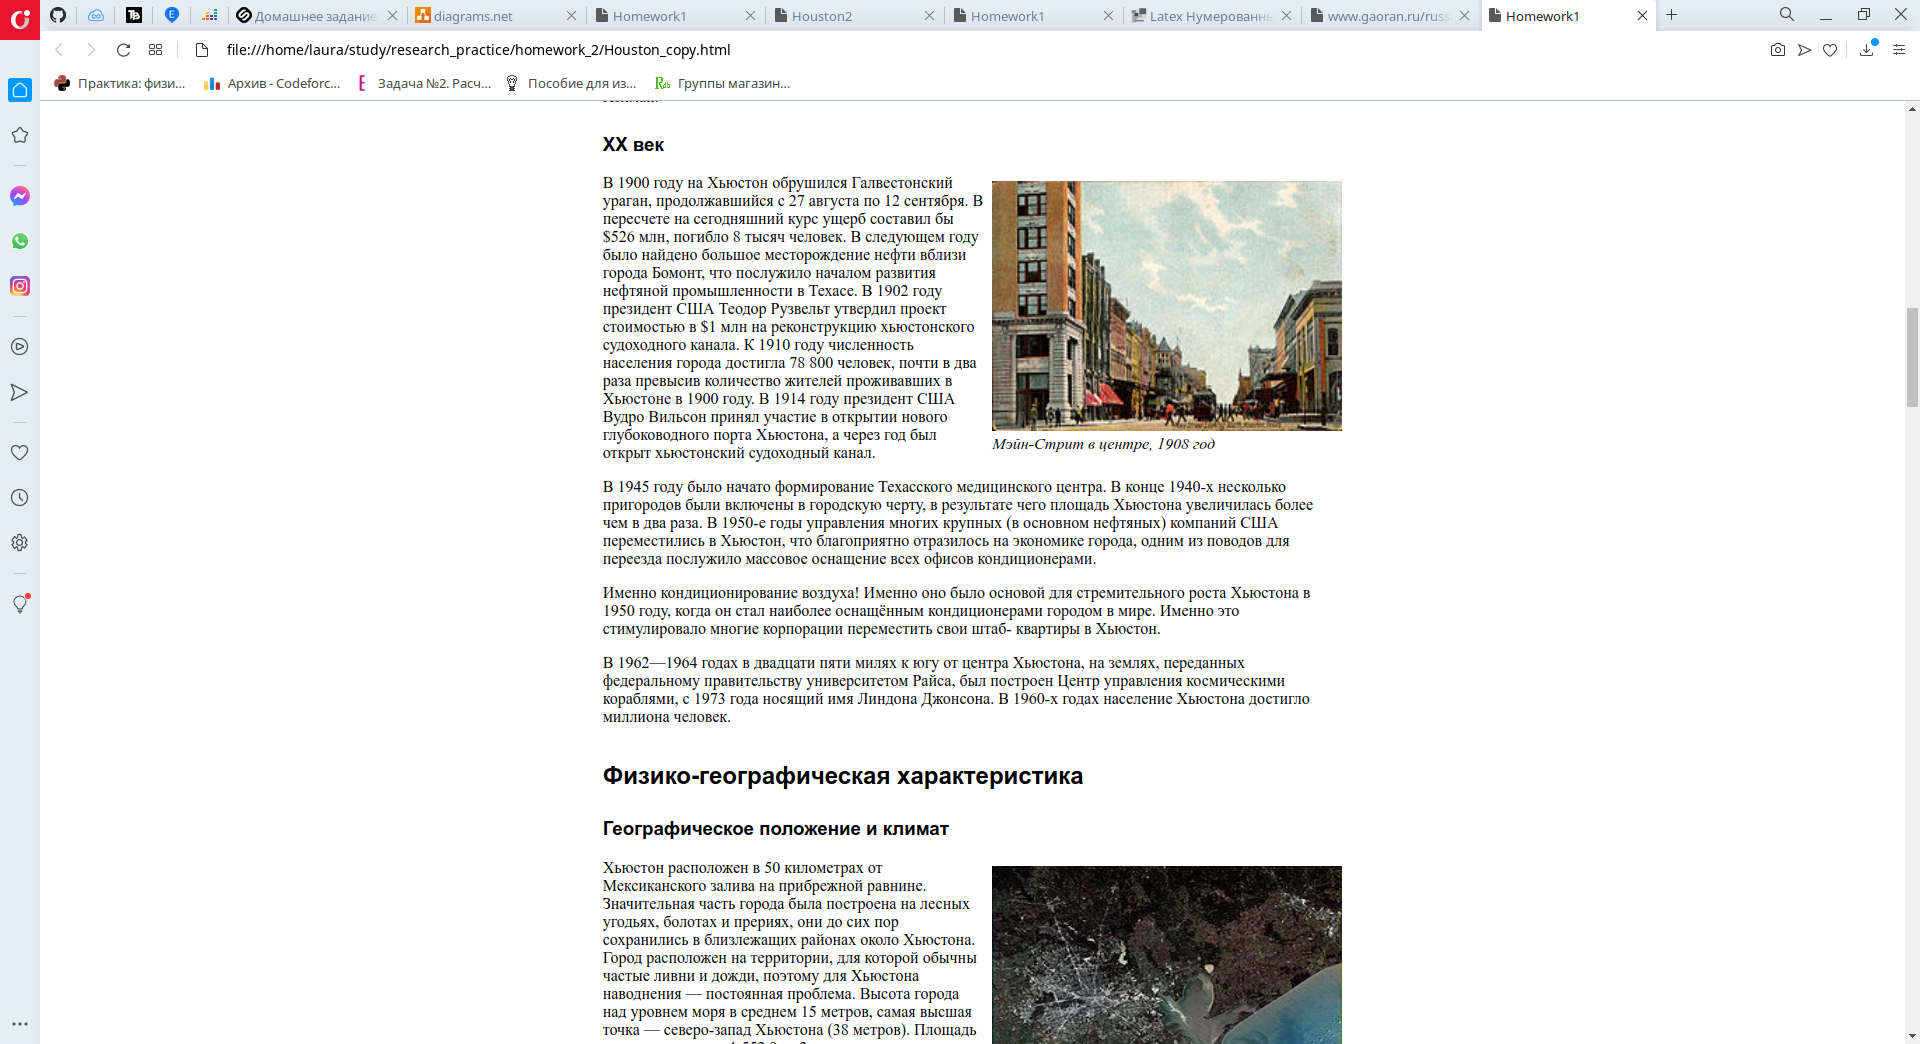 Домашнее задание
diagrams.net
Homework1
Houston2
Homework1
Latex Нумерованн
www.gaoran.ru/russ
Homework1
file:///home/laura/study/research_practice/homework_2/Houston_copy.html
Практика: физи...
Архив - Codeforc...
Задача №2. Расч...
Пособие для из...
Группы магазин...
XX век
В 1900 году на Хьюстон обрушился Галвестонский
ураган, продолжавшийся с 27 августа по 12 сентября. В
пересчете на сегодняшний курс ущерб составил бы
$526 млн, погибло 8 тысяч человек. В следующем году
было найдено большое месторождение нефти вблизи
города Бомонт, что послужило началом развития
нефтяной промышленности в Техасе. В 1902 году
президент США Теодор Рузвельт утвердил проект
стоимостью в $1 млн на реконструкцию хьюстонского
судоходного канала. К 1910 году численность
населения города достигла 78 800 человек, почти в два
раза превысив количество жителей проживавших в
Хьюстоне в 1900 году. В 1914 году президент США
Вудро Вильсон принял участие в открытии нового
глубоководного порта Хьюстона, а через год был
открыт хьюстонский судоходный канал.
Мэйн-Стрит в центре, 1908 год
В 1945 году было начато формирование Техасского медицинского центра. В конце 1940-х несколько
пригородов были включены в городскую черту, в результате чего площадь Хьюстона увеличилась более
чем в два раза. В 1950-е годы управления многих крупных (в основном нефтяных) компаний США
переместились в Хьюстон, что благоприятно отразилось на экономике города, одним из поводов для
переезда послужило массовое оснащение всех офисов кондиционерами.
Именно кондиционирование воздуха! Именно оно было основой для стремительного роста Хьюстона в
1950 году, когда он стал наиболее оснащённым кондиционерами городом в мире. Именно это
стимулировало многие корпорации переместить свои штаб- квартиры в Хьюстон.
В 1962—1964 годах в двадцати пяти милях к югу от центра Хьюстона, на землях, переданных
федеральному правительству университетом Райса, был построен Центр управления космическими
кораблями, с 1973 года носящий имя Линдона Джонсона. В 1960-х годах население Хьюстона достигло
миллиона человек.
Физико-географическая характеристика
Географическое положение и климат
Хьюстон расположен в 50 километрах от
Мексиканского залива на прибрежной равнине.
Значительная часть города была построена на лесных
угодьях, болотах и прериях, они до сих пор
сохранились в близлежащих районах около Хьюстона.
Город расположен на территории, для которой обычны
частые ливни и дожди, поэтому для Хьюстона
наводнения — постоянная проблема. Высота города
над уровнем моря в среднем 15 метров, самая высшая
точка — северо-запад Хьюстона (38 метров). Площадь